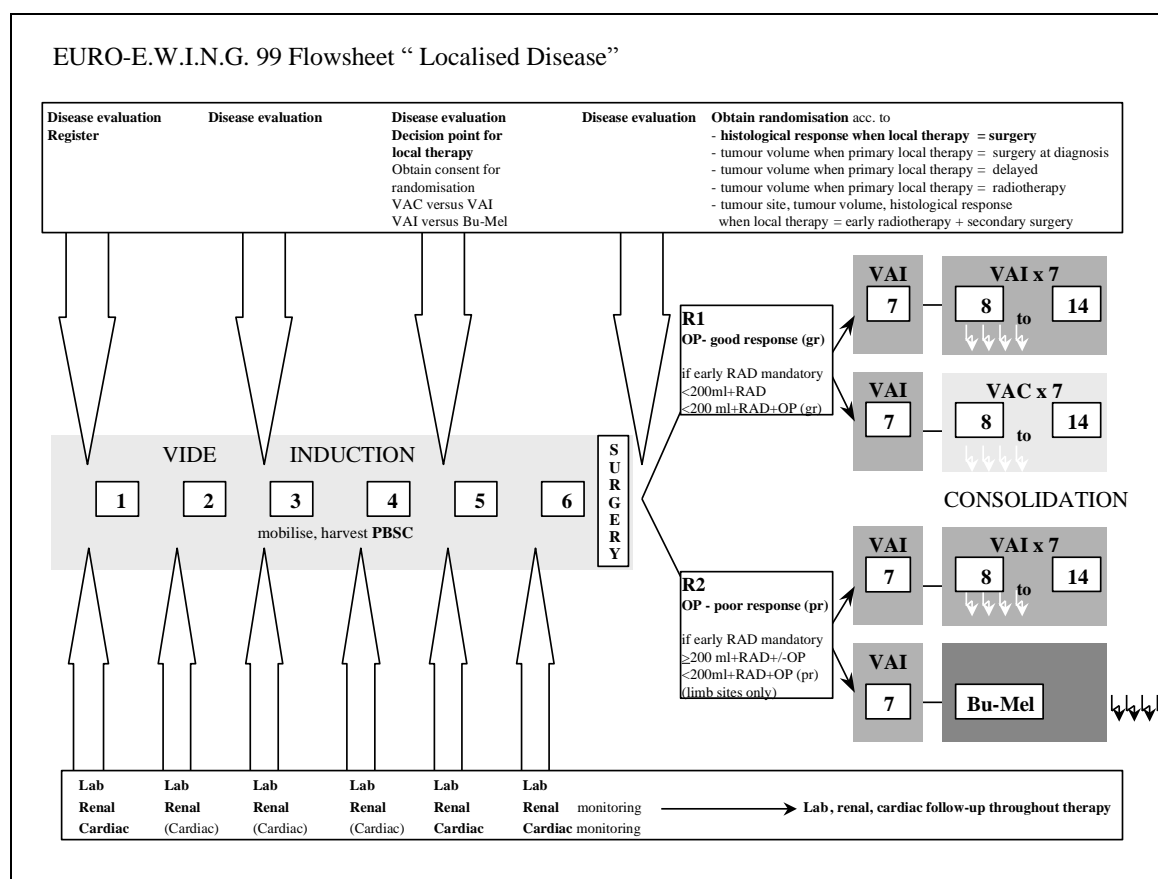 EURO-E.W.I.N.G. 99 Flowsheet “ Localised Disease”
Disease evaluation
Register
Disease evaluation
Disease evaluation
Decision point for
local therapy
Obtain consent for
randomisation
VAC versus VAI
VAI versus Bu-Mel
Disease evaluation
Obtain randomisation acc. to
- histological response when local therapy = surgery
- tumour volume when primary local therapy = surgery at diagnosis
- tumour volume when primary local therapy = delayed
- tumour volume when primary local therapy = radiotherapy
- tumour site, tumour volume, histological response
when local therapy = early radiotherapy + secondary surgery
VIDE INDUCTION
1 2 3 4 5 6
mobilise, harvest PBSC
SURGERY
R1
OP- good response (gr)
if early RAD mandatory
<200ml+RAD
<200 ml+RAD+OP (gr)
VAI
7
VAI x 7
8 to 14
VAI
7
VAC x 7
8 to 14
CONSOLIDATION
R2
OP - poor response (pr)
if early RAD mandatory
≥200 ml+RAD+/-OP
<200ml+RAD+OP (pr)
(limb sites only)
VAI
7
VAI x 7
8 to 14
VAI
7
Bu-Mel
Lab Lab Lab Lab Lab Lab
Renal Renal Renal Renal Renal Renal monitoring Lab, renal, cardiac follow-up throughout therapy
Cardiac (Cardiac) (Cardiac) (Cardiac) Cardiac Cardiac monitoring